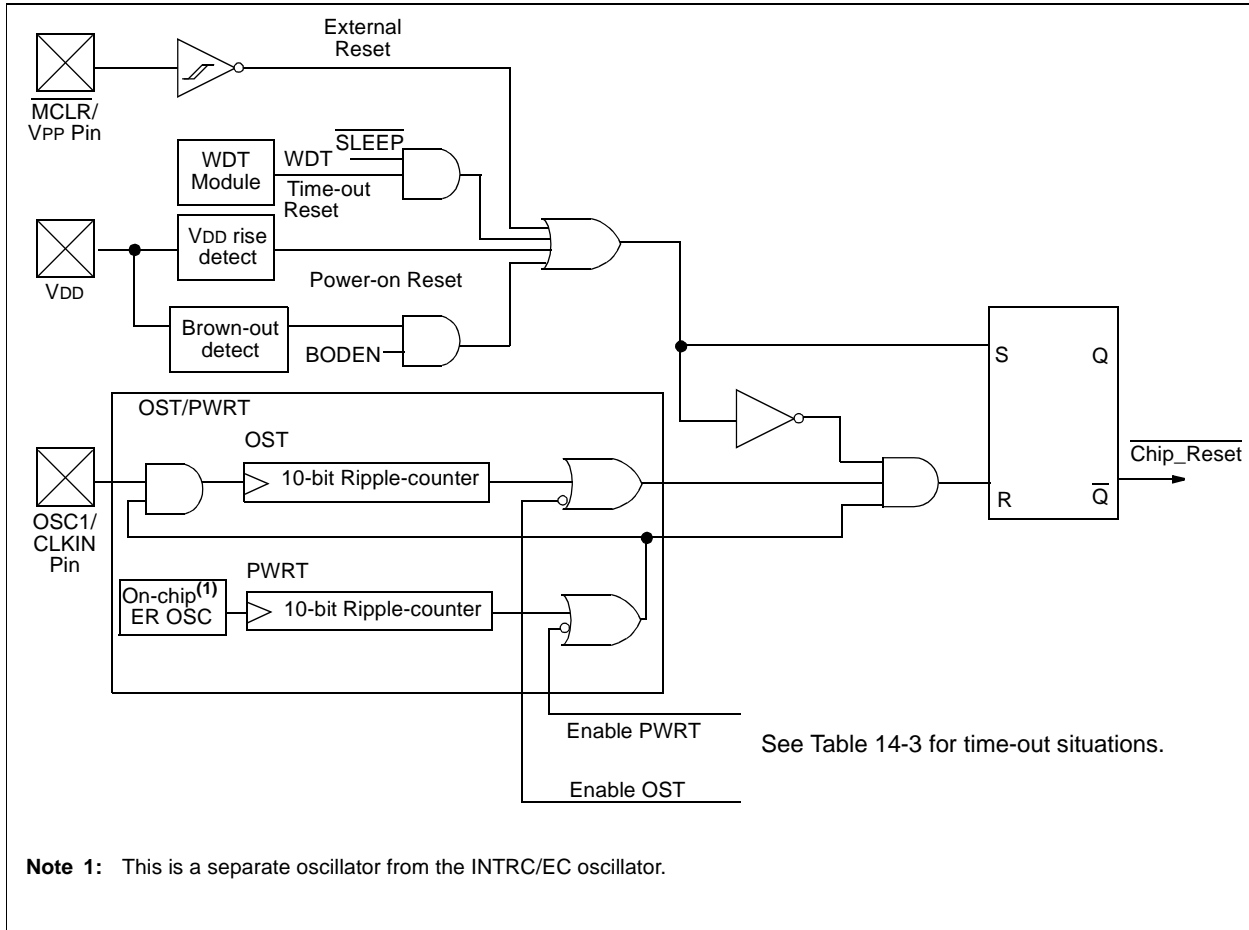 External
Reset
MCLR/
VPP Pin
SLEEP
WDT
Module
WDT
Time-out
Reset
VDD rise
detect
VDD
Power-on Reset
Brown-out
detect
BODEN
S
Q
OST/PWRT
OST
10-bit Ripple-counter
Chip_Reset
R
Q
OSC1/
CLKIN
Pin
PWRT
On-chip(1)
ER OSC
10-bit Ripple-counter
Enable PWRT
See Table 14-3 for time-out situations.
Enable OST
Note 1: This is a separate oscillator from the INTRC/EC oscillator.